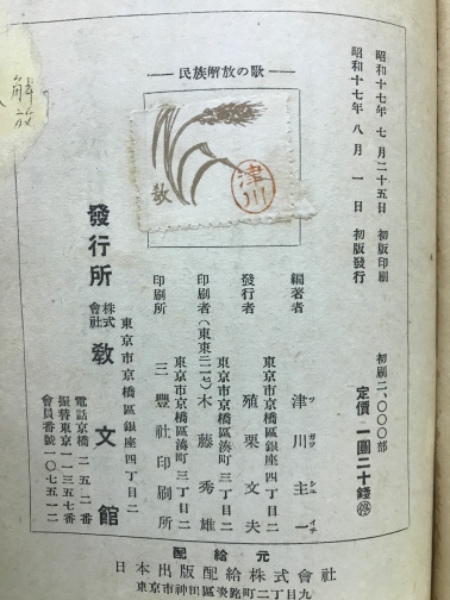 解放
昭和十七年七月二十五日 初版印刷
昭和十七年八月一日 初版發行
初刷二、〇〇〇部
定價一圓二十錢
民族解放の歌
教
津川
編著者 津川主一
ツガワシュイチ
東京市京橋區銀座四丁目二
發行者 殖栗文夫
東京市京橋區湊町三丁目二
印刷者 木藤秀雄
東京市京橋區湊町三丁目二
印刷所 三豐社印刷所
東京市京橋區銀座四丁目二
發行所 株式會社 教文館
電話京橋二五二番
振替東京一一三五七番
會員番號一〇七五一二
配給元
日本出版配給株式會社
東京市神田區淡路町二丁目九